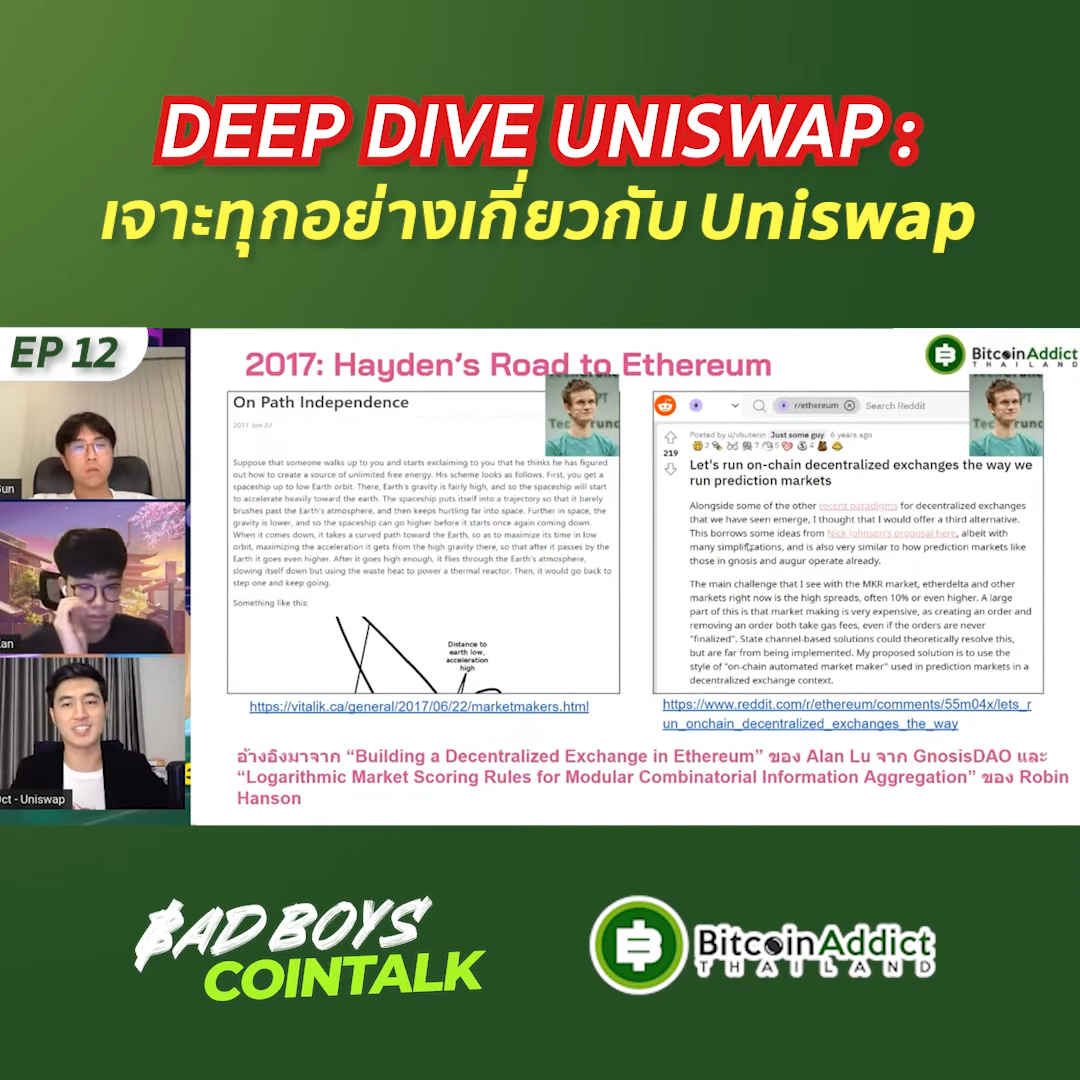 DEEP DIVE UNISWAP :
เจาะทุกอย่างเกี่ยวกับ Uniswap
EP 12
2017: Hayden's Road to Ethereum
BitcoinAddict
THAILAND
On Path Independence
2017 Jun 22
Suppose that someone walks up to you and starts exclaiming to you that he thinks he has figured
out how to create a source of unlimited free energy. His scheme looks as follows. First, you get a
spaceship up to low Earth orbit. There, Earth's gravity is fairly high, and so the spaceship will start
to accelerate heavily toward the earth. The spaceship puts itself into a trajectory so that it barely
brushes past the Earth's atmosphere, and then keeps hurtling far into space. Further in space, the
gravity is lower, and so the spaceship can go higher before it starts once again coming down.
When it comes down, it takes a curved path toward the Earth, so as to maximize its time in low
orbit, maximizing the acceleration it gets from the high gravity there, so that after it passes by the
Earth it goes even higher. After it goes high enough, it flies through the Earth's atmosphere,
slowing itself down but using the waste heat to power a thermal reactor. Then, it would go back to
step one and keep going.
Something like this:
Distance to
earth low,
acceleration
high
https://vitalik.ca/general/2017/06/22/marketmakers.html
r/ethereum
Search Reddit
Posted by u/vbuterin Just some guy 6 years ago
219
Let's run on-chain decentralized exchanges the way we
run prediction markets
Alongside some of the other recent paradigms for decentralized exchanges
that we have seen emerge, I thought that I would offer a third alternative.
This borrows some ideas from Nick Johnson's proposal here, albeit with
many simplifications, and is also very similar to how prediction markets like
those in gnosis and augur operate already.
The main challenge that I see with the MKR market, etherdelta and other
markets right now is the high spreads, often 10% or even higher. A large
part of this is that market making is very expensive, as creating an order and
removing an order both take gas fees, even if the orders are never
"finalized". State channel-based solutions could theoretically resolve this,
but are far from being implemented. My proposed solution is to use the
style of "on-chain automated market maker" used in prediction markets in a
decentralized exchange context.
https://www.reddit.com/r/ethereum/comments/55m04x/lets_r
un_onchain_decentralized_exchanges_the_way
อ้างอิงมาจาก “Building a Decentralized Exchange in Ethereum” ของ Alan Lu จาก GnosisDAO และ
“Logarithmic Market Scoring Rules for Modular Combinatorial Information Aggregation” ของ Robin
Hanson
- Uniswap
BAD BOYS
COINTALK
BitcoinAddict
THAILAND